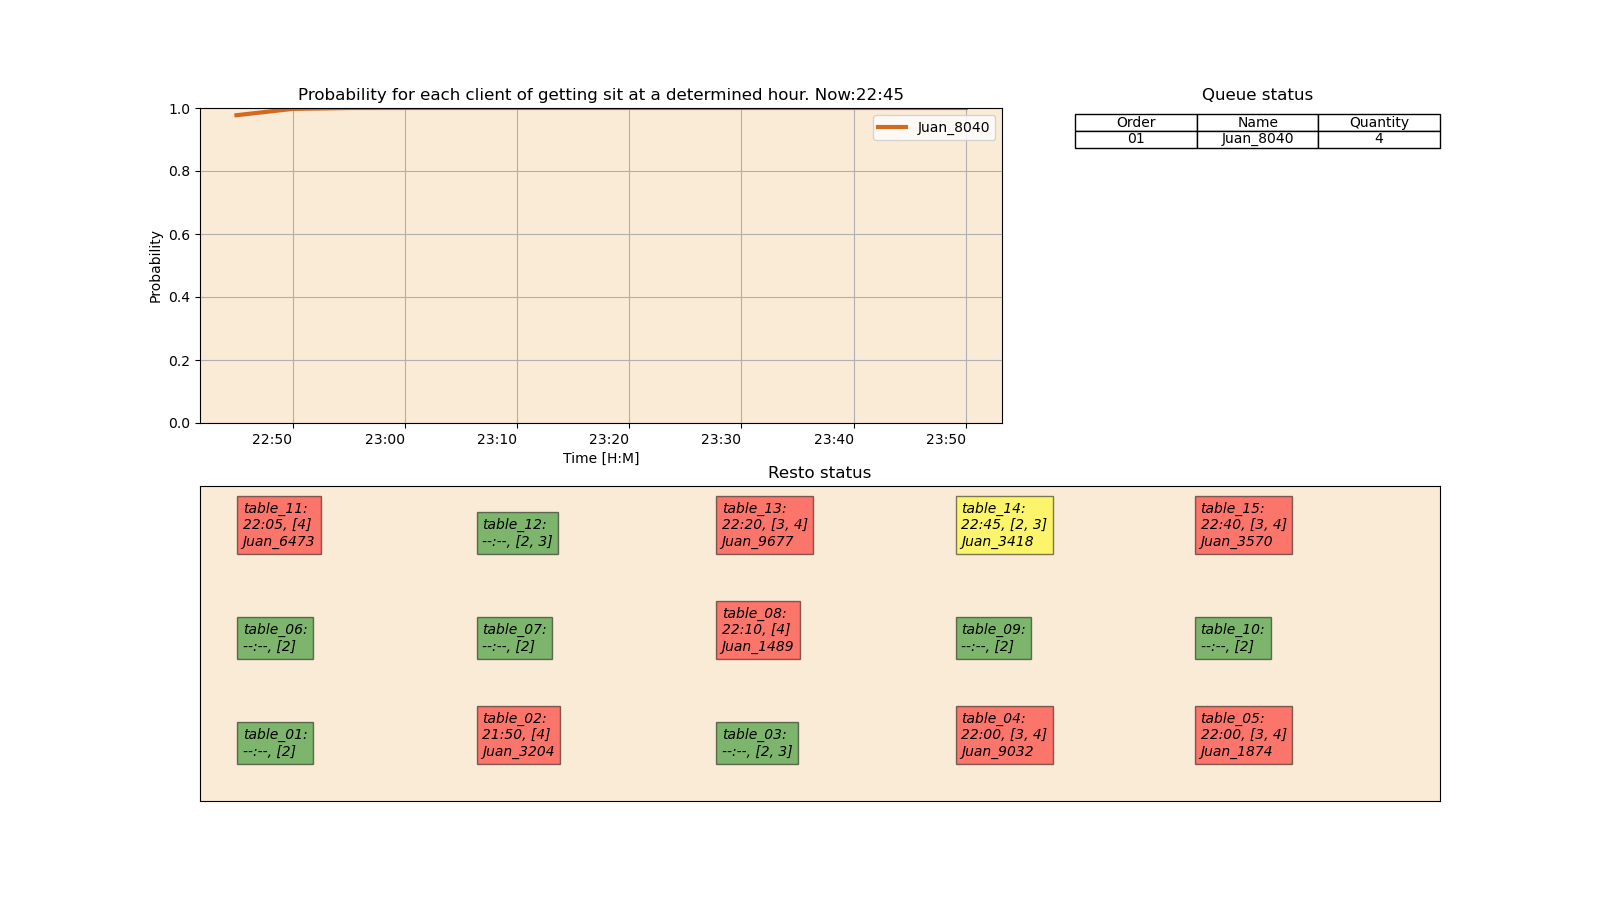 Probability for each client of getting sit at a determined hour. Now:22:45
1.0
0.8
0.6
0.4
0.2
0.0
Probability
Juan_8040
22:50 23:00 23:10 23:20 23:30 23:40 23:50
Time [H:M]
Queue status
Order Name Quantity
01 Juan_8040 4
Resto status
table_11:
22:05, [4]
Juan_6473
table_12:
--:--, [2, 3]
table_13:
22:20, [3, 4]
Juan_9677
table_14:
22:45, [2, 3]
Juan_3418
table_15:
22:40, [3, 4]
Juan_3570
table_06:
--:--, [2]
table_07:
--:--, [2]
table_08:
22:10, [4]
Juan_1489
table_09:
--:--, [2]
table_10:
--:--, [2]
table_01:
--:--, [2]
table_02:
21:50, [4]
Juan_3204
table_03:
--:--, [2, 3]
table_04:
22:00, [3, 4]
Juan_9032
table_05:
22:00, [3, 4]
Juan_1874